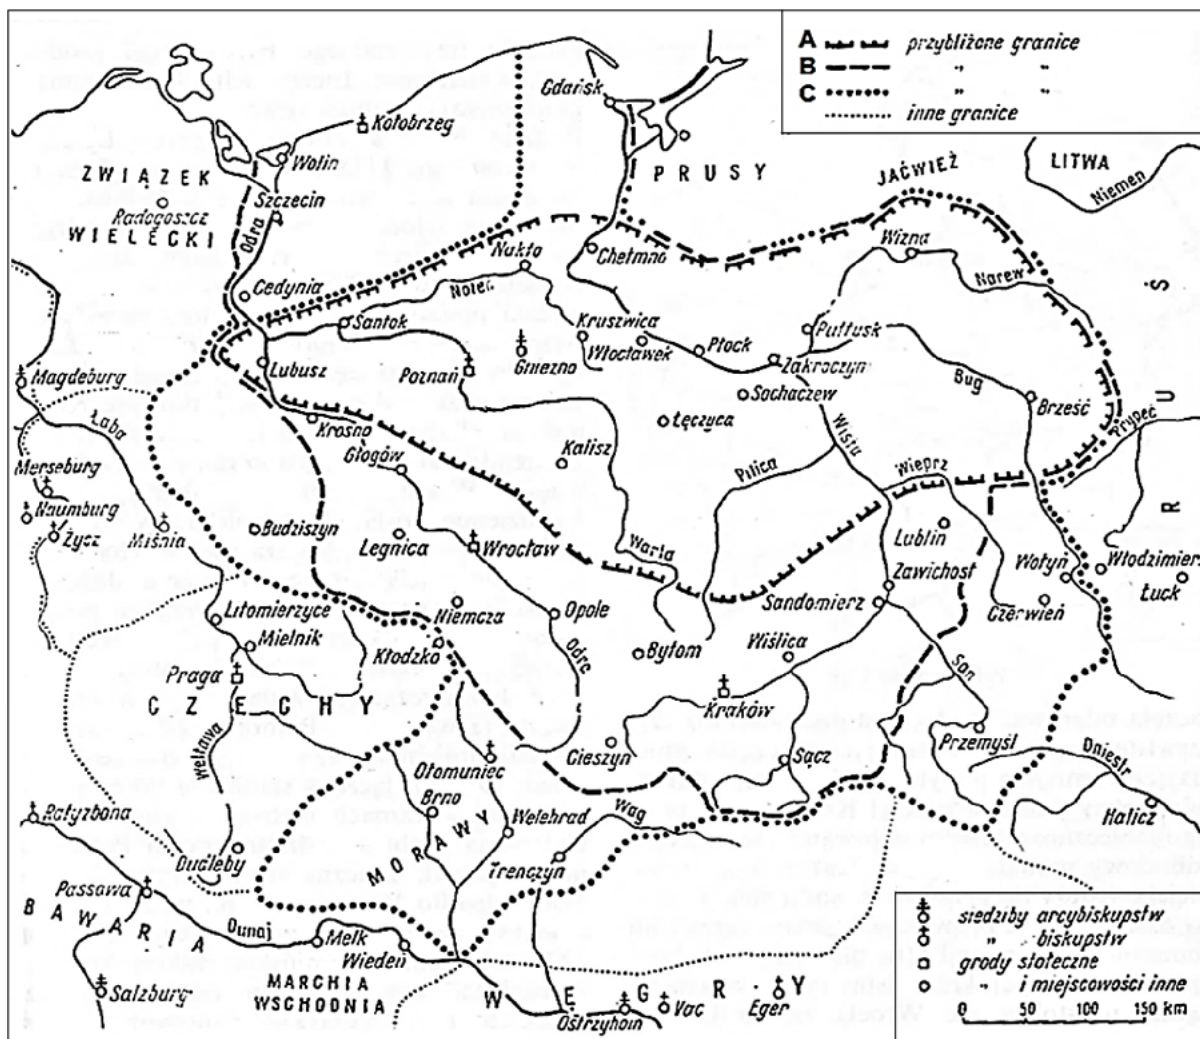 A przybliżone granice
B " "
C " "
inne granice
Gdańsk
Kołobrzeg
Wolin
ZWIĄZEK
Radogoszcz
WIELECKI
Szczecin
Odra
PRUSY
JAĆWIEŻ
LITWA
Niemen
Cedynia
Nakło
Noteć
Chełmno
Wizna
Narew
RUŚ
Santok
Kruszwica
Włocławek
Płock
Pułtusk
Zakroczym
Bug
Magdeburg
Lubusz
Poznań
Gniezno
Sochaczew
Brześć
Prypeć
Łaba
Krosno
Kalisz
Łęczyca
Wisła
Merseburg
Głogów
Pilica
Wieprz
Naumburg
Budziszyn
Życz
Miśnia
Legnica
Wrocław
Warta
Lublin
Wołyń
Włodzimierz
Łuck
Zawichost
Czerwień
Litomierzyce
Mielnik
Niemcza
Opole
Sandomierz
Kłodzko
Odra
Bytom
Wiślica
San
Praga
CZECHY
Kraków
Przemyśl
Wełtawa
Ołomuniec
Cieszyn
Sącz
Dniestr
Ratyzbona
Brno
Welehrad
Wag
Halicz
Dudleby
MORAWY
Trenczyn
Passawa
BAWARIA
Dunaj
Melk
Wiedeń
Salzburg
MARCHIA
WSCHODNIA
WĘGRY
Ostrzyhoin
Vac
Eger
siedziby arcybiskupstw
" biskupstw
grody stołeczne
" i miejscowości inne
0 50 100 150 km